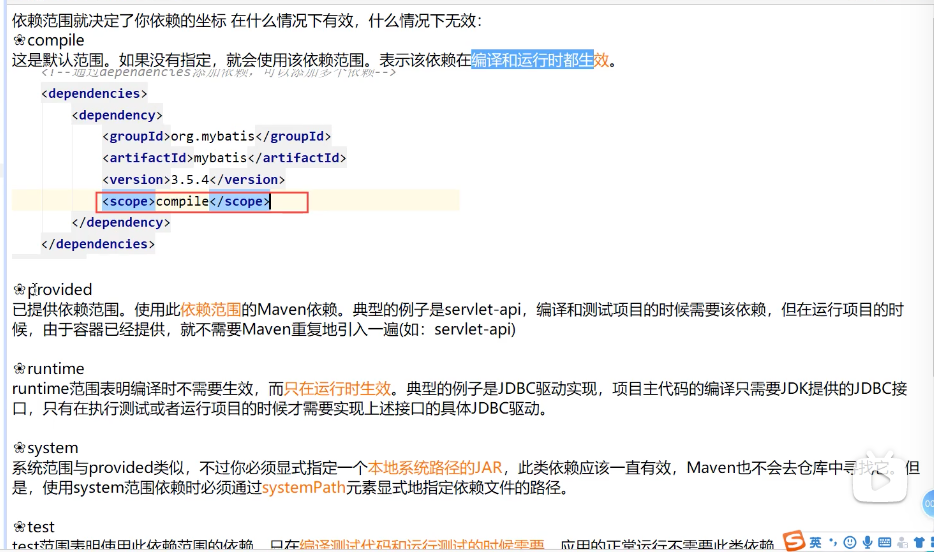 依赖范围就决定了你依赖的坐标 在什么情况下有效，什么情况下无效：
❀compile
这是默认范围。如果没有指定，就会使用该依赖范围。表示该依赖在编译和运行时都生效。
<!--通过dependencies添加依赖，可以添加多个依赖-->
<dependencies>
<dependency>
<groupId>org.mybatis</groupId>
<artifactId>mybatis</artifactId>
<version>3.5.4</version>
<scope>compile</scope>
</dependency>
</dependencies>
❀provided
已提供依赖范围。使用此依赖范围的Maven依赖。典型的例子是servlet-api，编译和测试项目的时候需要该依赖，但在运行项目的时
候，由于容器已经提供，就不需要Maven重复地引入一遍(如：servlet-api)
❀runtime
runtime范围表明编译时不需要生效，而只在运行时生效。典型的例子是JDBC驱动实现，项目主代码的编译只需要JDK提供的JDBC接
口，只有在执行测试或者运行项目的时候才需要实现上述接口的具体JDBC驱动。
❀system
系统范围与provided类似，不过你必须显式指定一个本地系统路径的JAR，此类依赖应该一直有效，Maven也不会去仓库中寻找它。但
是，使用system范围依赖时必须通过systemPath元素显式地指定依赖文件的路径。
❀test
test范围表明使用此依赖范围的依赖，只在编译测试代码和运行测试的时候需要，应用的正常运行不需要此类依赖
S 英
00